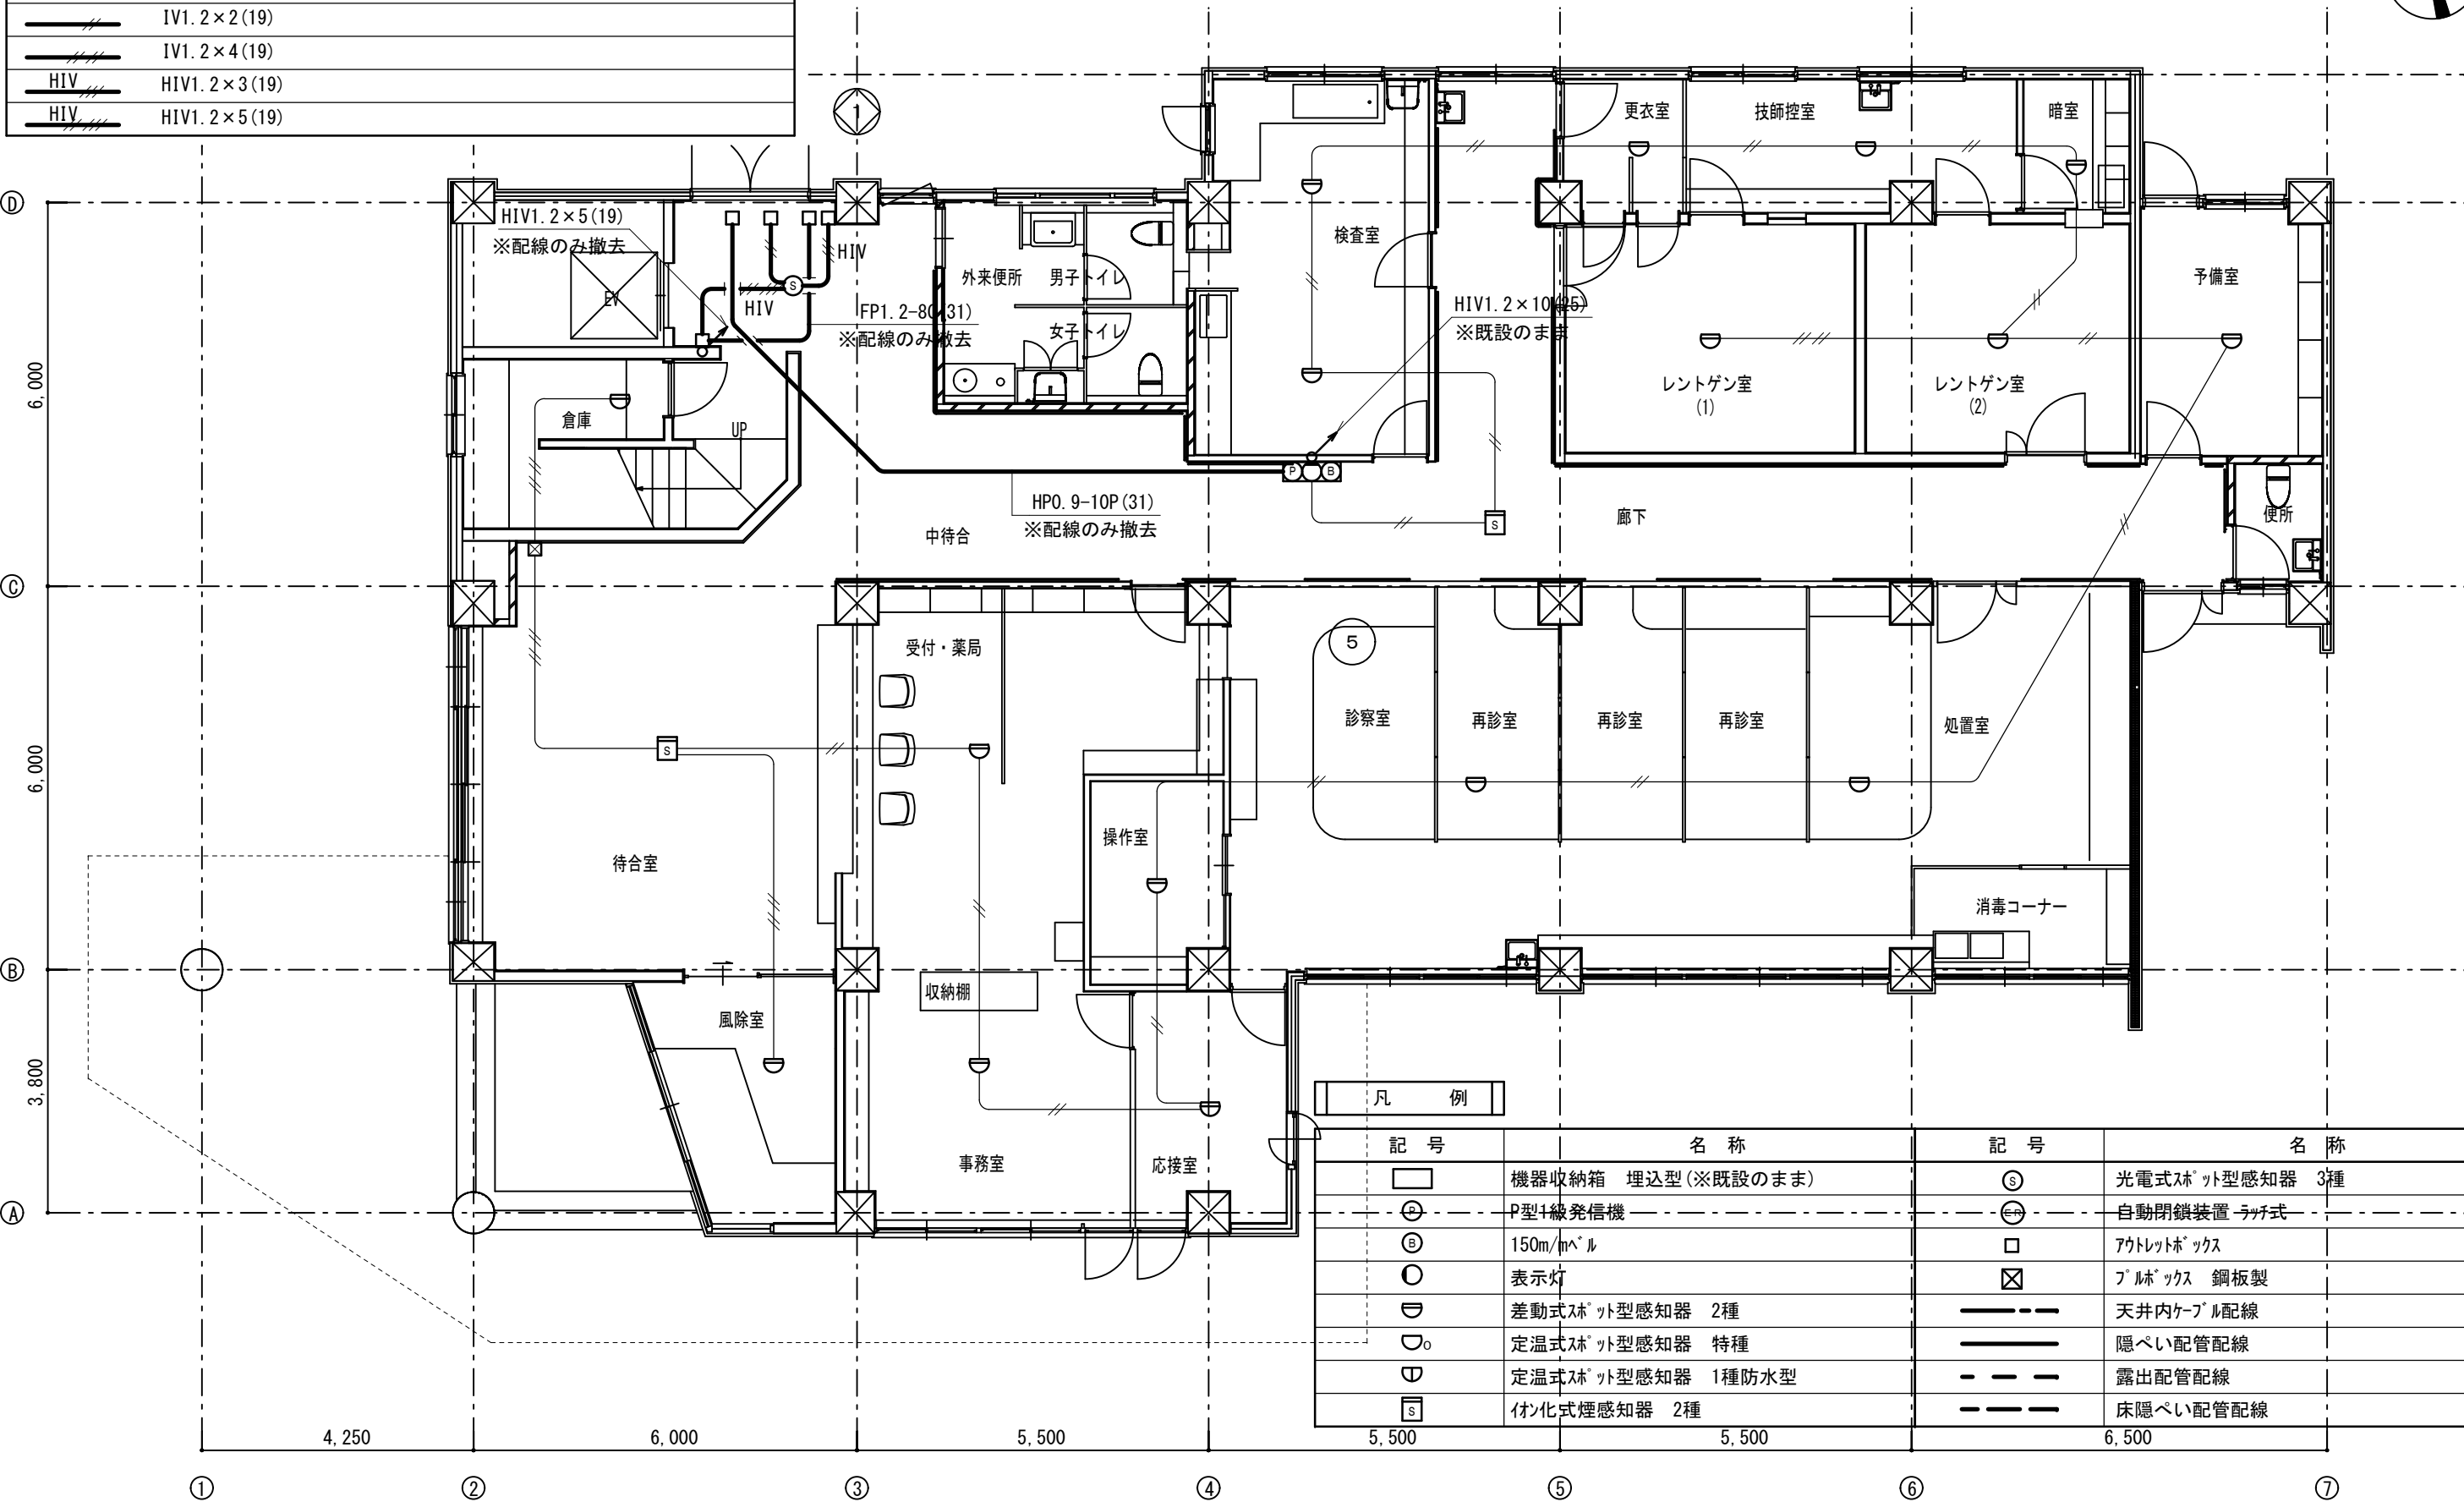 IV1.2×2(19)
IV1.2×4(19)
HIV HIV1.2×3(19)
HIV HIV1.2×5(19)
1
更衣室
技師控室
暗室
D
HIV1.2×5(19)
※配線のみ撤去
HIV
検査室
外来便所
男子トイレ
予備室
EV
S
HIV
FP1.2-80(31)
※配線のみ撤去
女子トイレ
HIV1.2×10(25)
※既設のまま
6,000
レントゲン室
(1)
レントゲン室
(2)
倉庫
UP
P
B
HP0.9-10P(31)
※配線のみ撤去
S
廊下
便所
中待合
C
受付・薬局
5
診察室
再診室
再診室
再診室
処置室
S
6,000
操作室
待合室
消毒コーナー
B
収納棚
風除室
3,800
事務室
応接室
A
凡 例
記 号 名 称 記 号 名 称
機器収納箱 埋込型(※既設のまま) S 光電式ｽﾎﾟｯﾄ型感知器 3種
P P型1級発信機 ER 自動閉鎖装置 ﾗｯﾁ式
B 150m/mﾍﾞﾙ ｱｳﾄﾚｯﾄﾎﾞｯｸｽ
表示灯 ﾌﾟﾙﾎﾞｯｸｽ 鋼板製
差動式ｽﾎﾟｯﾄ型感知器 2種 天井内ｹｰﾌﾞﾙ配線
O 定温式ｽﾎﾟｯﾄ型感知器 特種 隠ぺい配管配線
定温式ｽﾎﾟｯﾄ型感知器 1種防水型 露出配管配線
S ｲｵﾝ化式煙感知器 2種 床隠ぺい配管配線
4,250 6,000 5,500 5,500 5,500 6,500
1 2 3 4 5 6 7